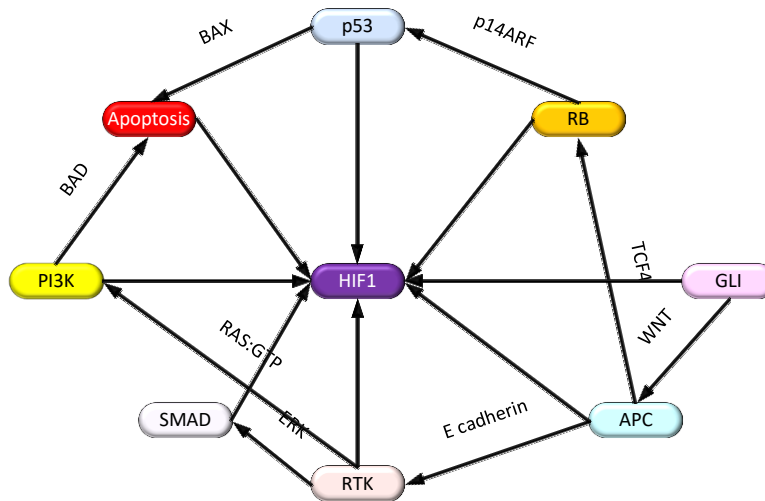 p53
BAX
p14ARF
Apoptosis
RB
BAD
PI3K
HIF1
TCF4
GLI
RAS:GTP
WNT
SMAD
ERK
E cadherin
APC
RTK